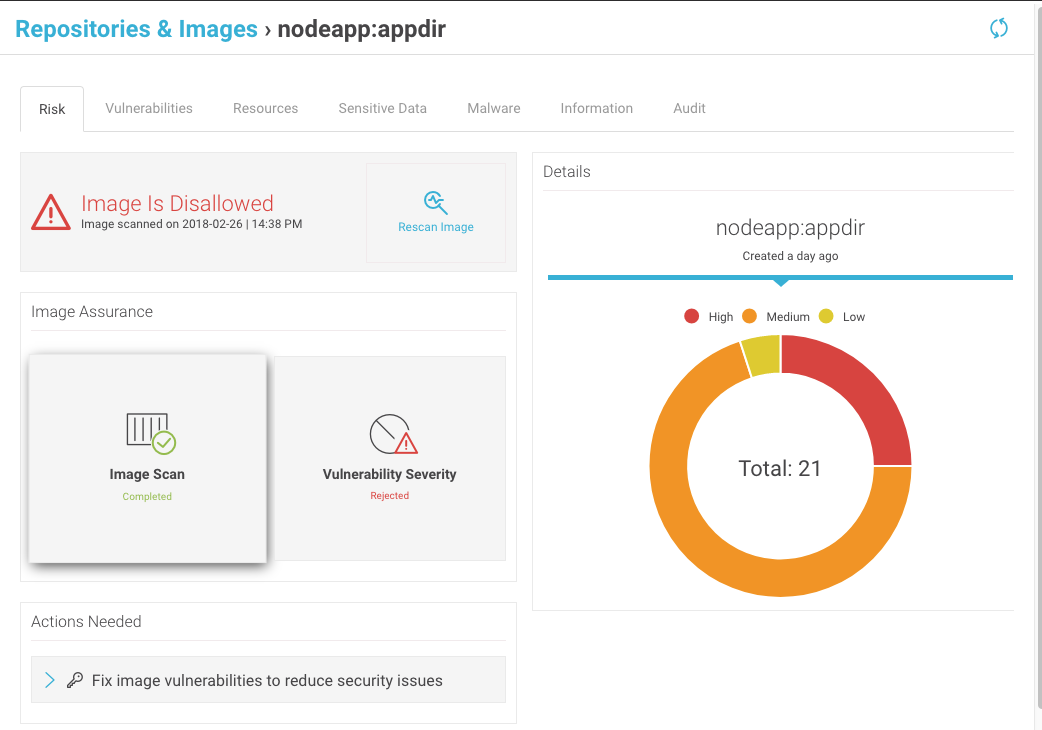 Repositories & Images › nodeapp:appdir
Risk
Vulnerabilities
Resources
Sensitive Data
Malware
Information
Audit
Image Is Disallowed
Image scanned on 2018-02-26 | 14:38 PM
Rescan Image
Image Assurance
Image Scan
Completed
Vulnerability Severity
Rejected
Actions Needed
Fix image vulnerabilities to reduce security issues
Details
nodeapp:appdir
Created a day ago
High
Medium
Low
Total: 21